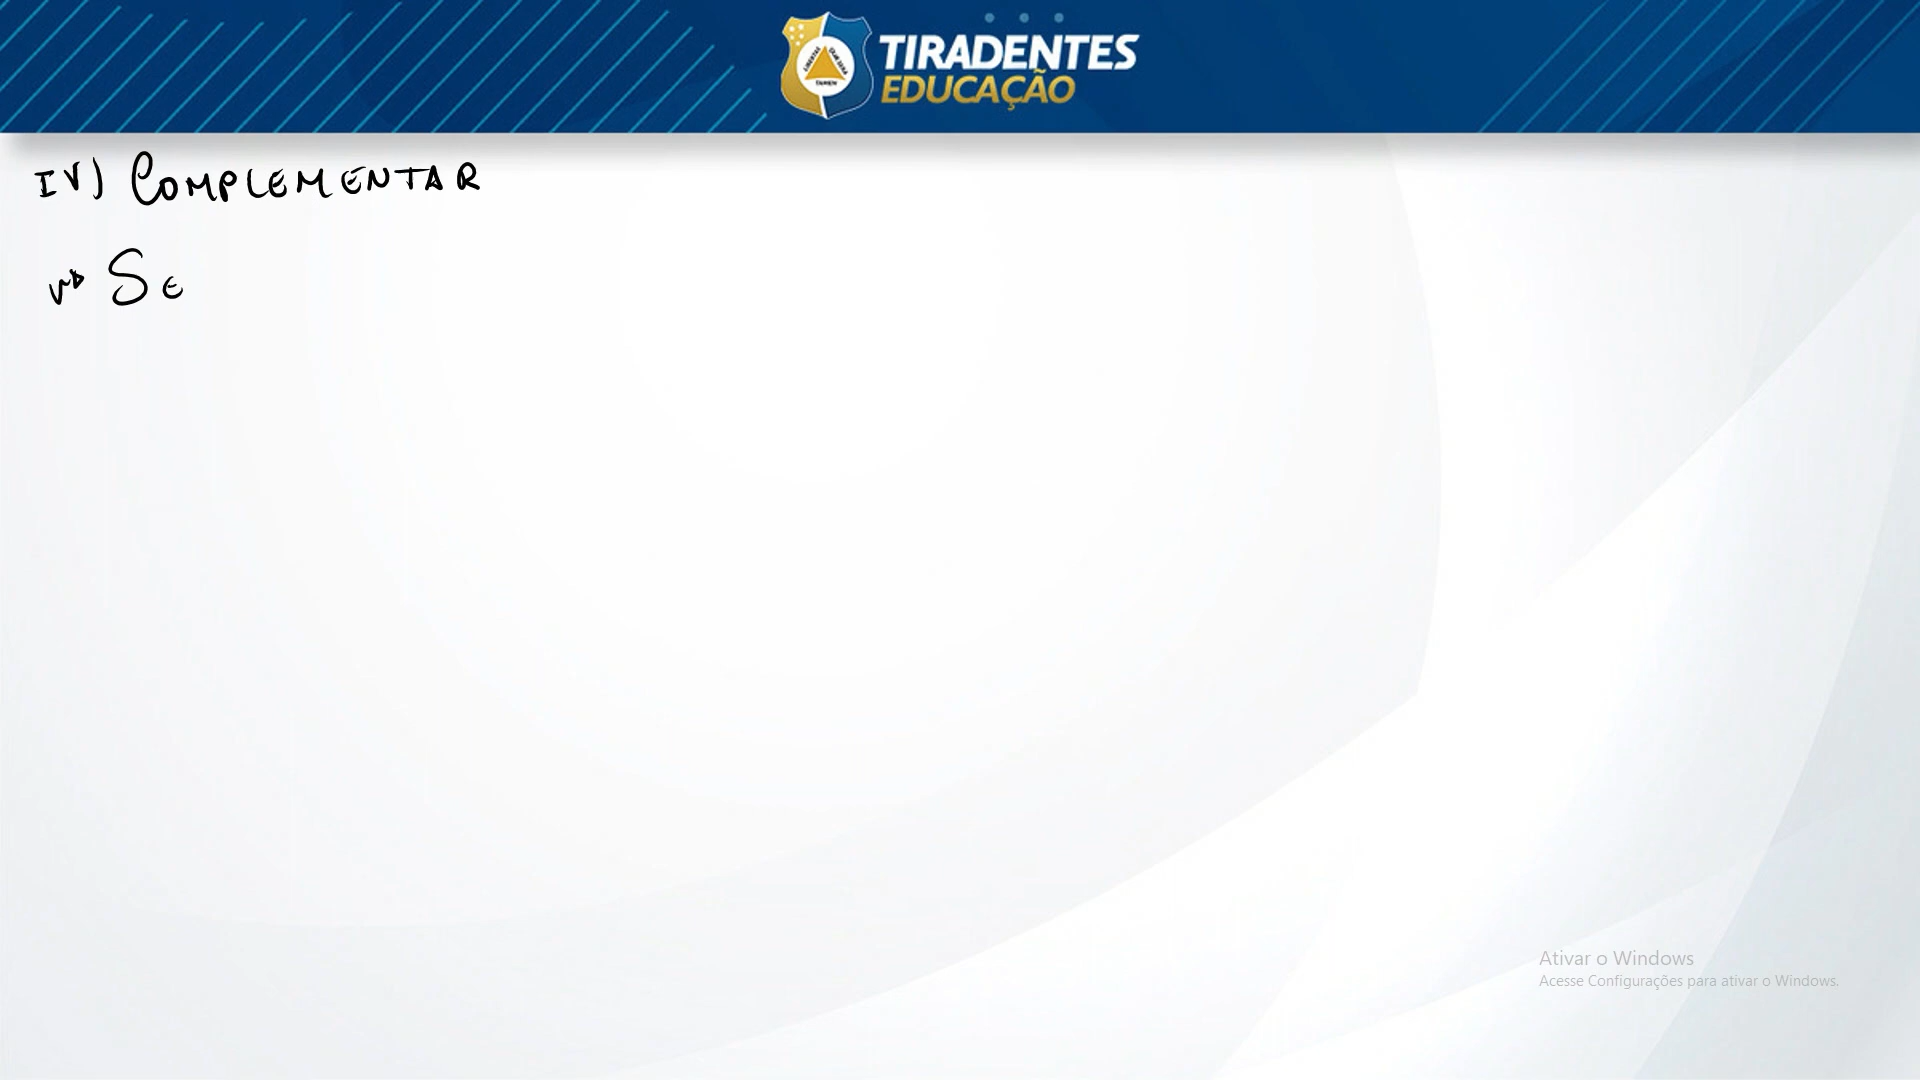 TIRADENTES
EDUCAÇÃO
IV) COMPLEMENTAR
Se
Ativar o Windows
Acesse Configurações para ativar o Windows.